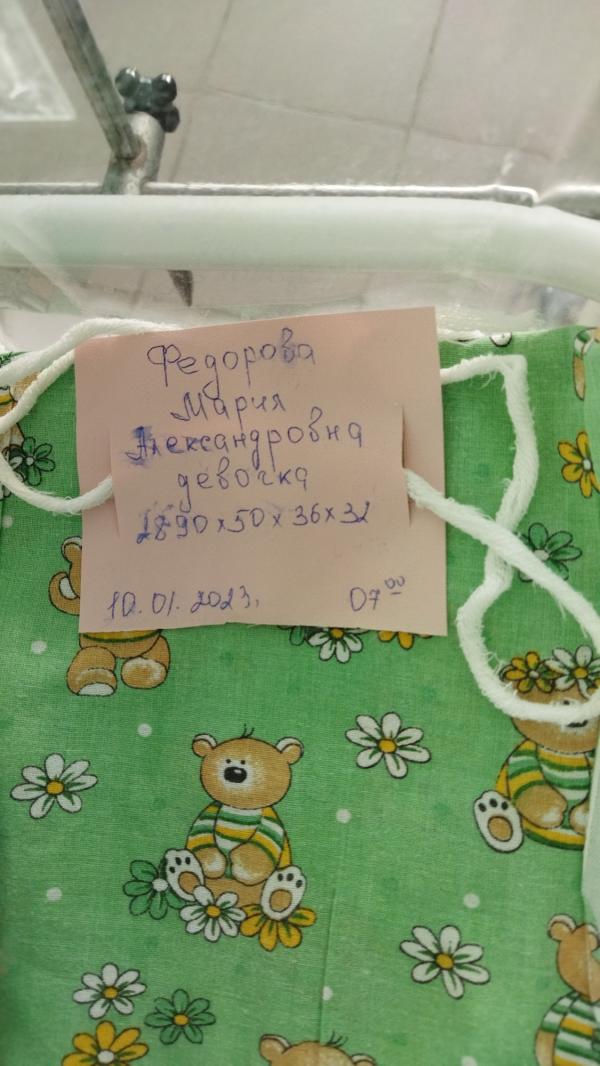 Федорова
Мария
Александровна
девочка
2890 х 50 х 36 х 32
10.01.2023. 07⁰⁰